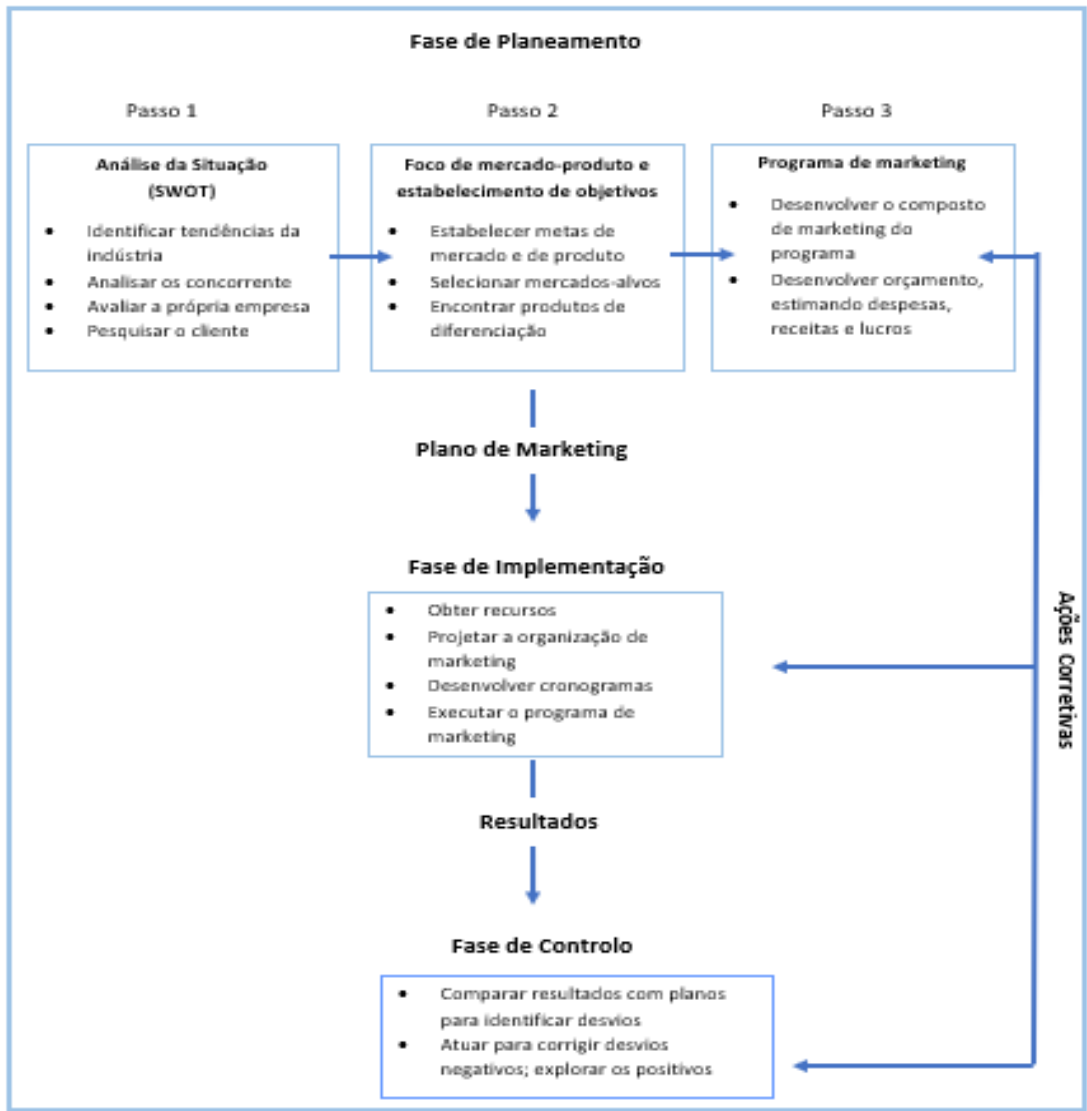 Fase de Planeamento
Passo 1
Passo 2
Passo 3
Análise da Situação
(SWOT)
• Identificar tendências da
indústria
• Analisar os concorrente
• Avaliar a própria empresa
• Pesquisar o cliente
Foco de mercado-produto e
estabelecimento de objetivos
• Estabelecer metas de
mercado e de produto
• Selecionar mercados-alvos
• Encontrar produtos de
diferenciação
Programa de marketing
• Desenvolver o composto
de marketing do
programa
• Desenvolver orçamento,
estimando despesas,
receitas e lucros
Plano de Marketing
Fase de Implementação
• Obter recursos
• Projetar a organização de
marketing
• Desenvolver cronogramas
• Executar o programa de
marketing
Ações Corretivas
Resultados
Fase de Controlo
• Comparar resultados com planos
para identificar desvios
• Atuar para corrigir desvios
negativos; explorar os positivos